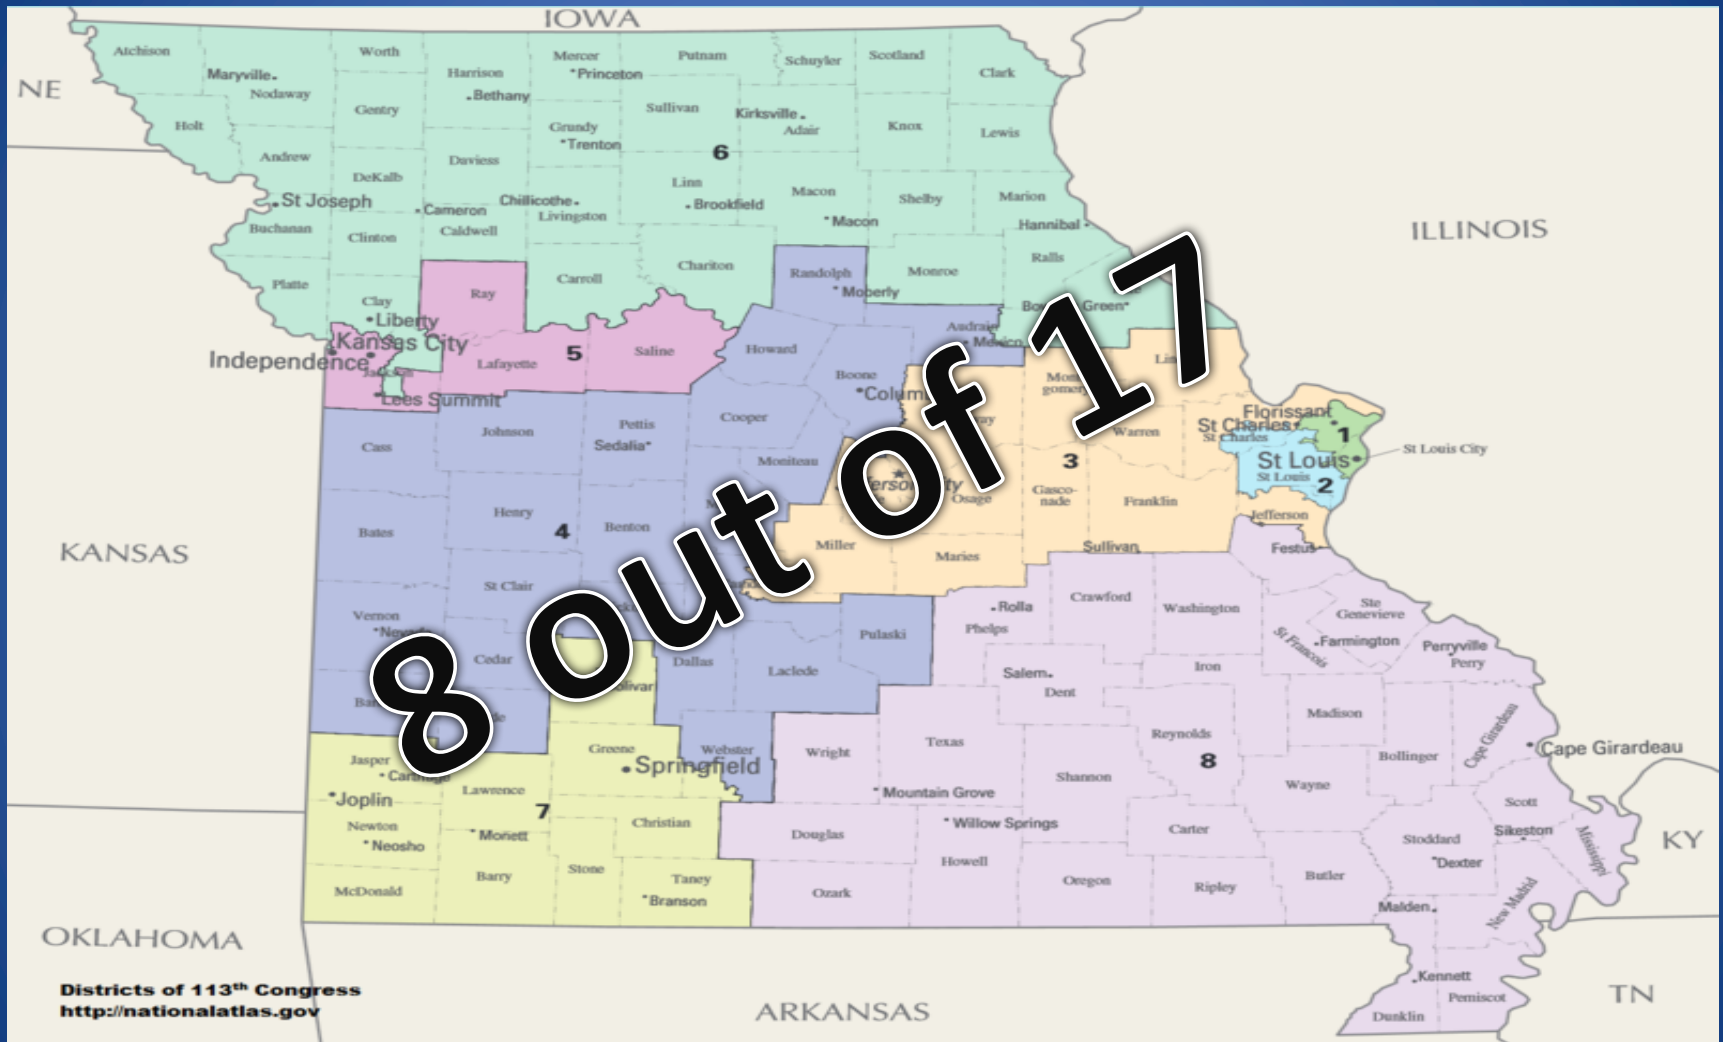 IOWA
NE
ILLINOIS
KANSAS
OKLAHOMA
ARKANSAS
KY
TN
Atchison
Worth
Mercer
Putnam
Schuyler
Scotland
Clark
Maryville
Nodaway
Harrison
Princeton
Bethany
Gentry
Sullivan
Kirksville
Adair
Knox
Lewis
Holt
Grundy
Trenton
6
Andrew
Daviess
DeKalb
Linn
Macon
Shelby
Marion
St Joseph
Cameron
Chillicothe
Livingston
Brookfield
Macon
Hannibal
Buchanan
Clinton
Caldwell
Ralls
Platte
Clay
Ray
Carroll
Chariton
Randolph
Moberly
Monroe
Green
Liberty
Kansas City
Independence
Jackson
Lafayette
5
Saline
Howard
Audrain
Mexico
Lees Summit
Boone
Cass
Johnson
Pettis
Sedalia
Cooper
Moniteau
Warren
Florissant
St Charles
St Charles
1
St Louis City
St Louis
St Louis
2
3
Bates
Henry
4
Benton
Osage
Gasco-
nade
Franklin
Jefferson
Miller
Maries
Sullivan
Festus
St Clair
Vernon
Cedar
Dallas
Laclede
Pulaski
Rolla
Phelps
Crawford
Washington
Ste
Genevieve
St Francois
Farmington
Perryville
Perry
Salem
Dent
Iron
Jasper
Joplin
Greene
Springfield
Webster
Wright
Texas
Reynolds
Madison
Bollinger
Cape Girardeau
Cape Girardeau
Lawrence
7
Shannon
8
Wayne
Mountain Grove
Scott
Newton
Neosho
Monett
Christian
Douglas
Willow Springs
Carter
Stoddard
Sikeston
Mississippi
Dexter
McDonald
Barry
Stone
Taney
Branson
Ozark
Howell
Oregon
Ripley
Butler
Malden
New Madrid
Kennett
Pemiscot
Dunklin
8 out of 17
Districts of 113th Congress
http://nationalatlas.gov